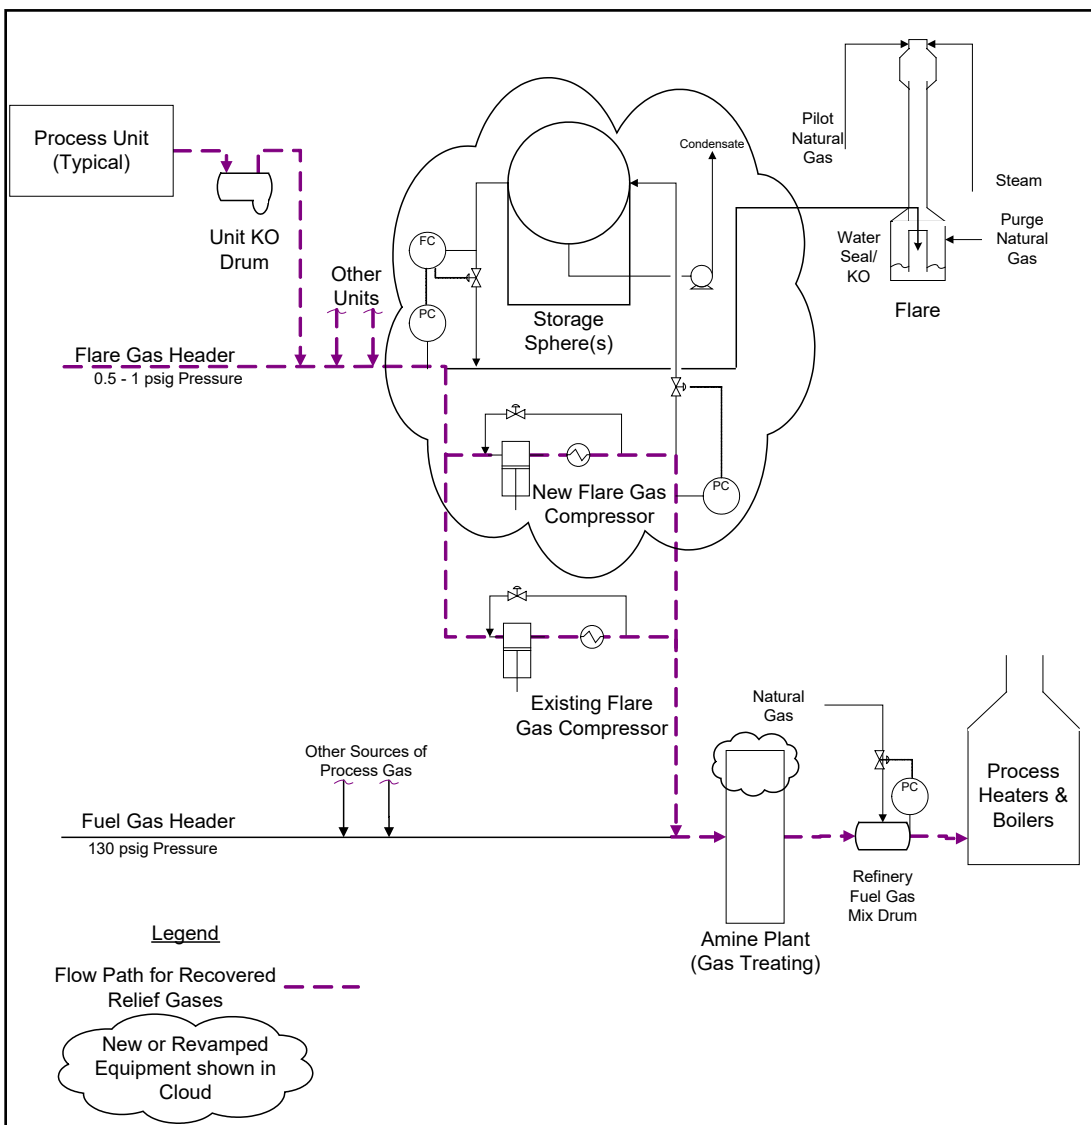 Process Unit
(Typical)
Unit KO
Drum
Other
Units
Flare Gas Header
0.5 - 1 psig Pressure
FC
PC
Storage
Sphere(s)
Condensate
Pilot
Natural
Gas
Steam
Water
Seal/
KO
Purge
Natural
Gas
Flare
New Flare Gas
Compressor
PC
Existing Flare
Gas Compressor
Other Sources of
Process Gas
Fuel Gas Header
130 psig Pressure
Natural
Gas
PC
Process
Heaters &
Boilers
Refinery
Fuel Gas
Mix Drum
Amine Plant
(Gas Treating)
Legend
Flow Path for Recovered
Relief Gases
New or Revamped
Equipment shown in
Cloud